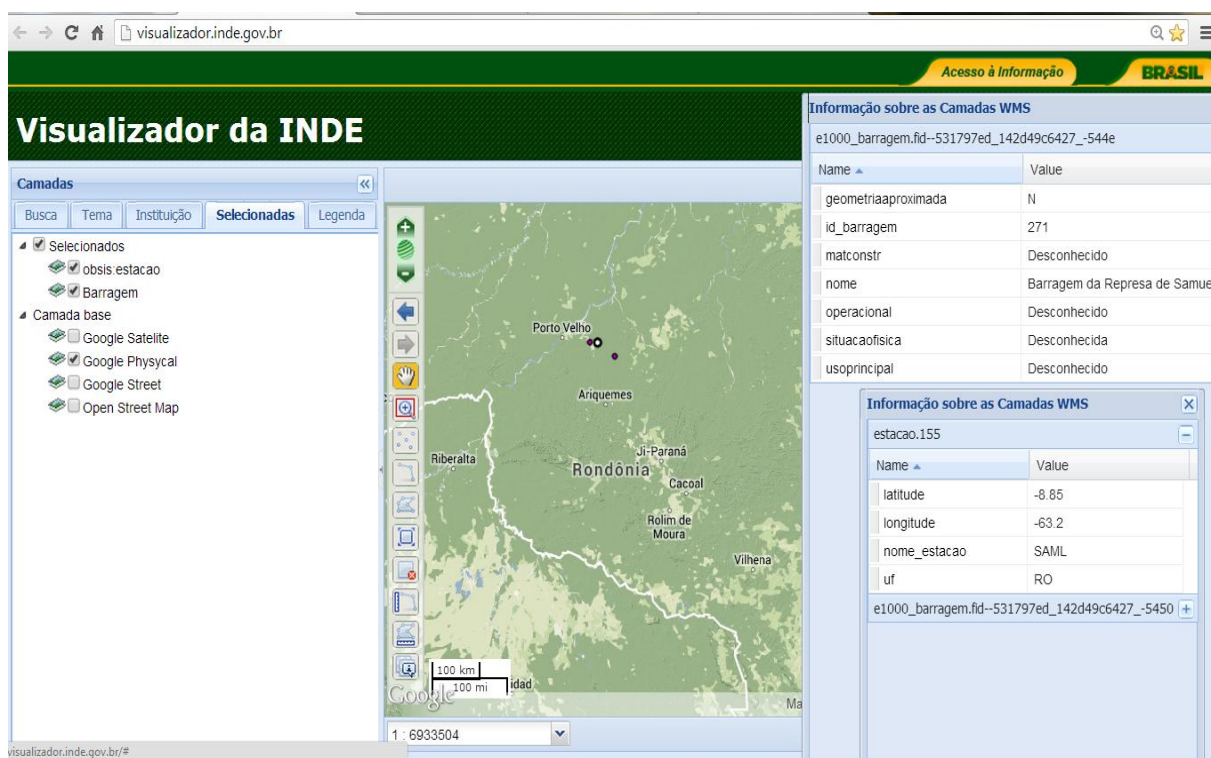 visualizador.inde.gov.br
Acesso à Informação
BRASIL
Visualizador da INDE
Camadas
Busca Tema Instituição Selecionadas Legenda
Selecionados
obsis:estacao
Barragem
Camada base
Google Satelite
Google Physycal
Google Street
Open Street Map
Porto Velho
Ariquemes
Ji-Paraná
Riberalta
Rondônia
Cacoal
Rolim de
Moura
Vilhena
100 km
100 mi
idad
Google
Ma
1 : 6933504
Informação sobre as Camadas WMS
e1000_barragem.fid--531797ed_142d49c6427_-544e
Name Value
geometriaaproximada N
id_barragem 271
matconstr Desconhecido
nome Barragem da Represa de Samue
operacional Desconhecido
situacaofisica Desconhecida
usoprincipal Desconhecido
Informação sobre as Camadas WMS
estacao.155
Name Value
latitude -8.85
longitude -63.2
nome_estacao SAML
uf RO
e1000_barragem.fid--531797ed_142d49c6427_-5450
visualizador.inde.gov.br/#